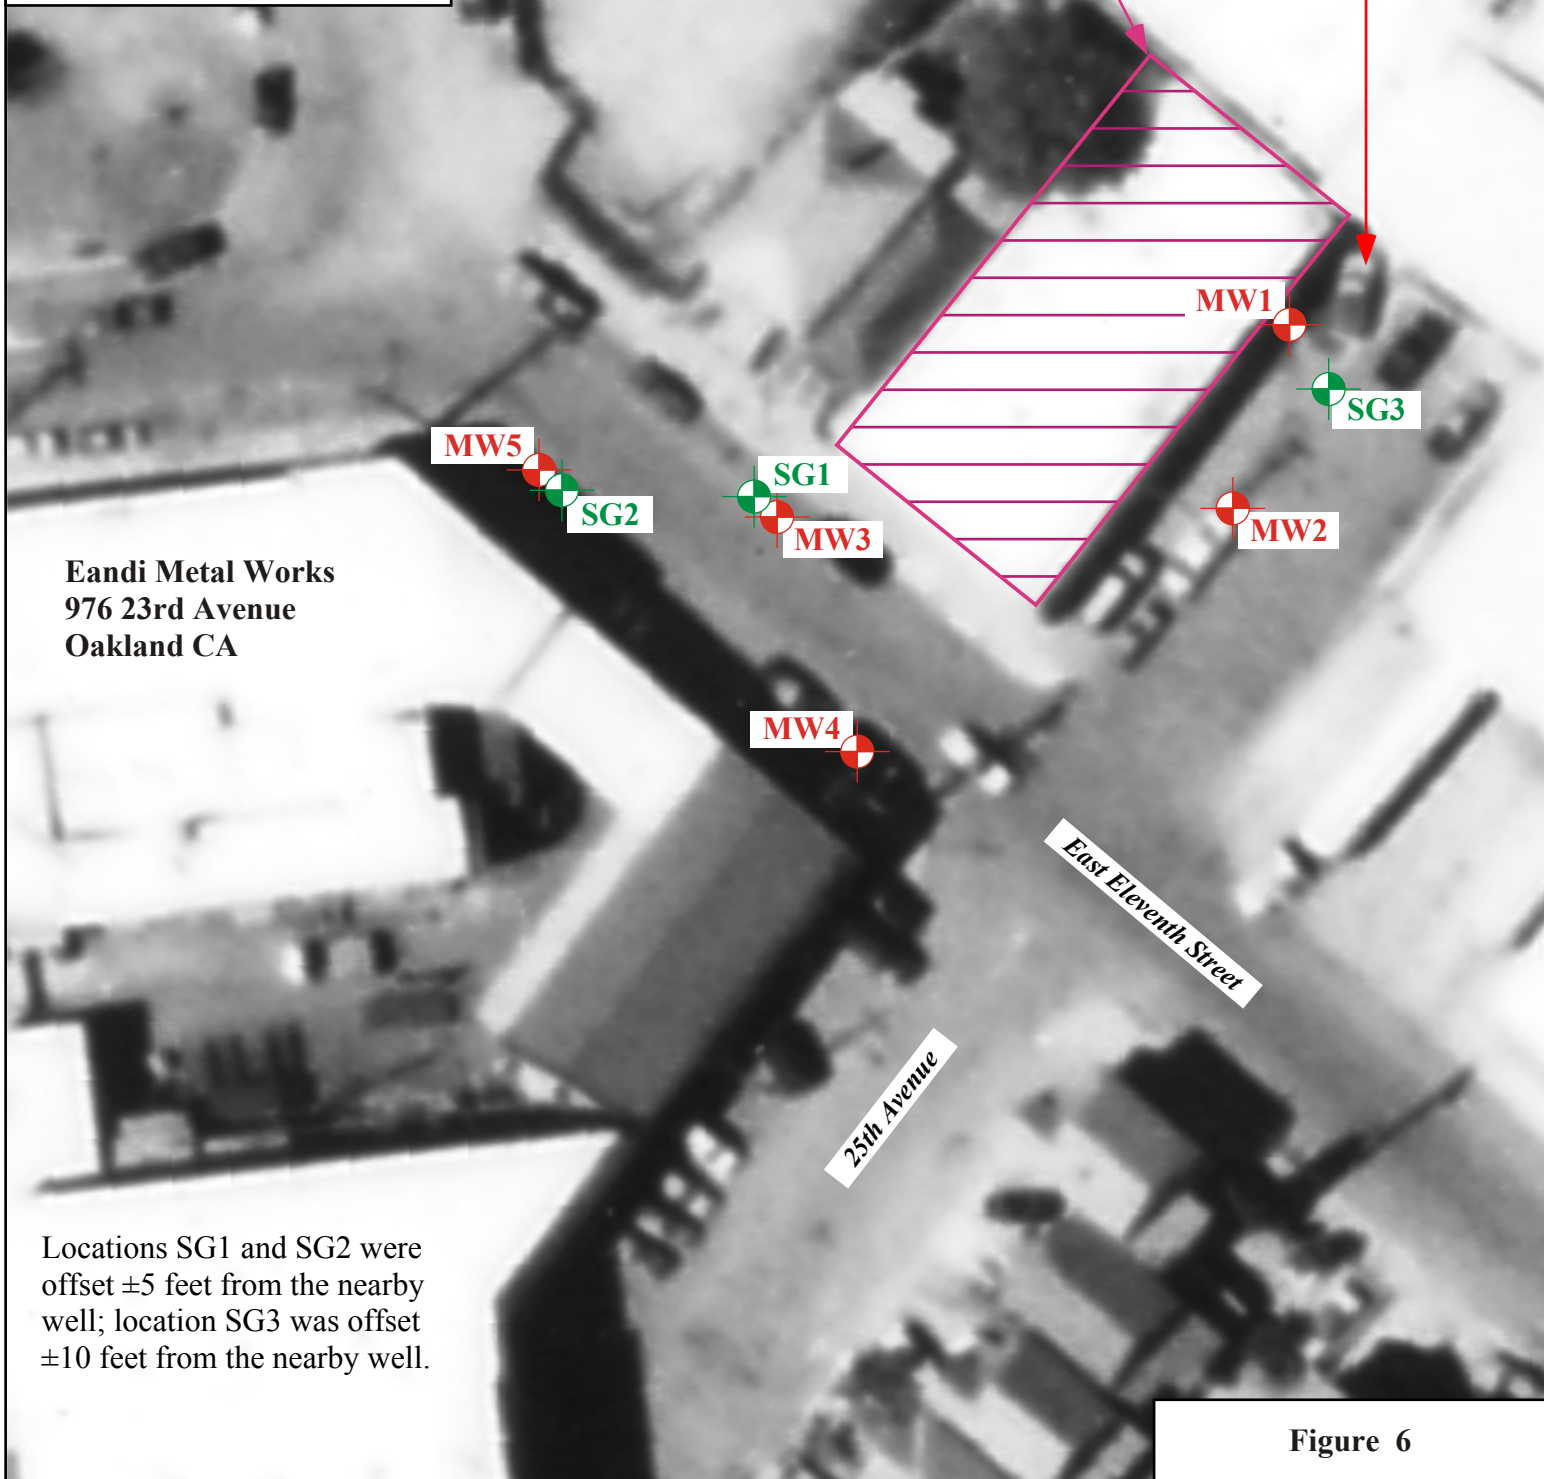 MW1
SG3
MW5
SG2
SG1
MW3
MW2
Eandi Metal Works
976 23rd Avenue
Oakland CA
MW4
East Eleventh Street
25th Avenue
Locations SG1 and SG2 were
offset ±5 feet from the nearby
well; location SG3 was offset
±10 feet from the nearby well.
Figure 6